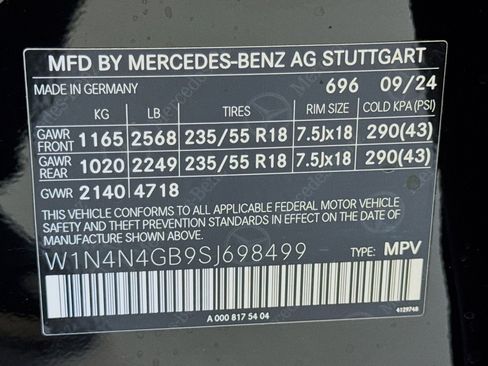 MFD BY MERCEDES-BENZ AG STUTTGART
MADE IN GERMANY 696 09/24
KG LB TIRES RIM SIZE COLD KPA (PSI)
GAWR FRONT 1165 2568 235/55 R18 7.5Jx18 290(43)
GAWR REAR 1020 2249 235/55 R18 7.5Jx18 290(43)
GVWR 2140 4718
THIS VEHICLE CONFORMS TO ALL APPLICABLE FEDERAL MOTOR VEHICLE
SAFETY AND THEFT PREVENTION STANDARDS IN EFFECT ON THE DATE OF
MANUFACTURE SHOWN ABOVE.
W1N4N4GB9SJ698499 TYPE: MPV
A 000 817 54 04 4129748